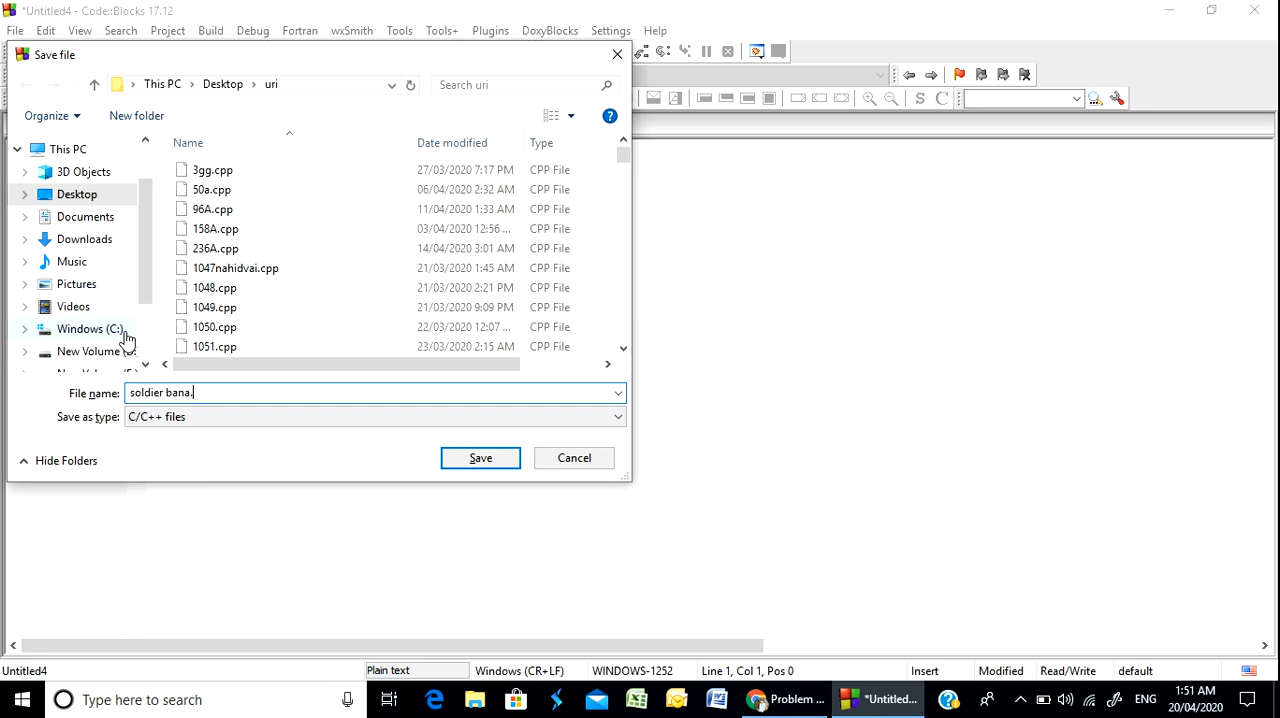 *Untitled4 - Code::Blocks 17.12
File Edit View Search Project Build Debug Fortran wxSmith Tools Tools+ Plugins DoxyBlocks Settings Help
Save file
This PC > Desktop > uri
Search uri
Organize New folder
Name Date modified Type
This PC
3D Objects
Desktop
Documents
Downloads
Music
Pictures
Videos
Windows (C:)
New Volume
3gg.cpp 27/03/2020 7:17 PM CPP File
50a.cpp 06/04/2020 2:32 AM CPP File
96A.cpp 11/04/2020 1:33 AM CPP File
158A.cpp 03/04/2020 12:56 ... CPP File
236A.cpp 14/04/2020 3:01 AM CPP File
1047nahidvai.cpp 21/03/2020 1:45 AM CPP File
1048.cpp 21/03/2020 2:21 PM CPP File
1049.cpp 21/03/2020 9:09 PM CPP File
1050.cpp 22/03/2020 12:07 ... CPP File
1051.cpp 23/03/2020 2:15 AM CPP File
File name: soldier bana.
Save as type: C/C++ files
Hide Folders
Save Cancel
Untitled4 Plain text Windows (CR+LF) WINDOWS-1252 Line 1, Col 1, Pos 0 Insert Modified Read/Write default
Type here to search
Problem ...
*Untitled...
ENG
1:51 AM
20/04/2020